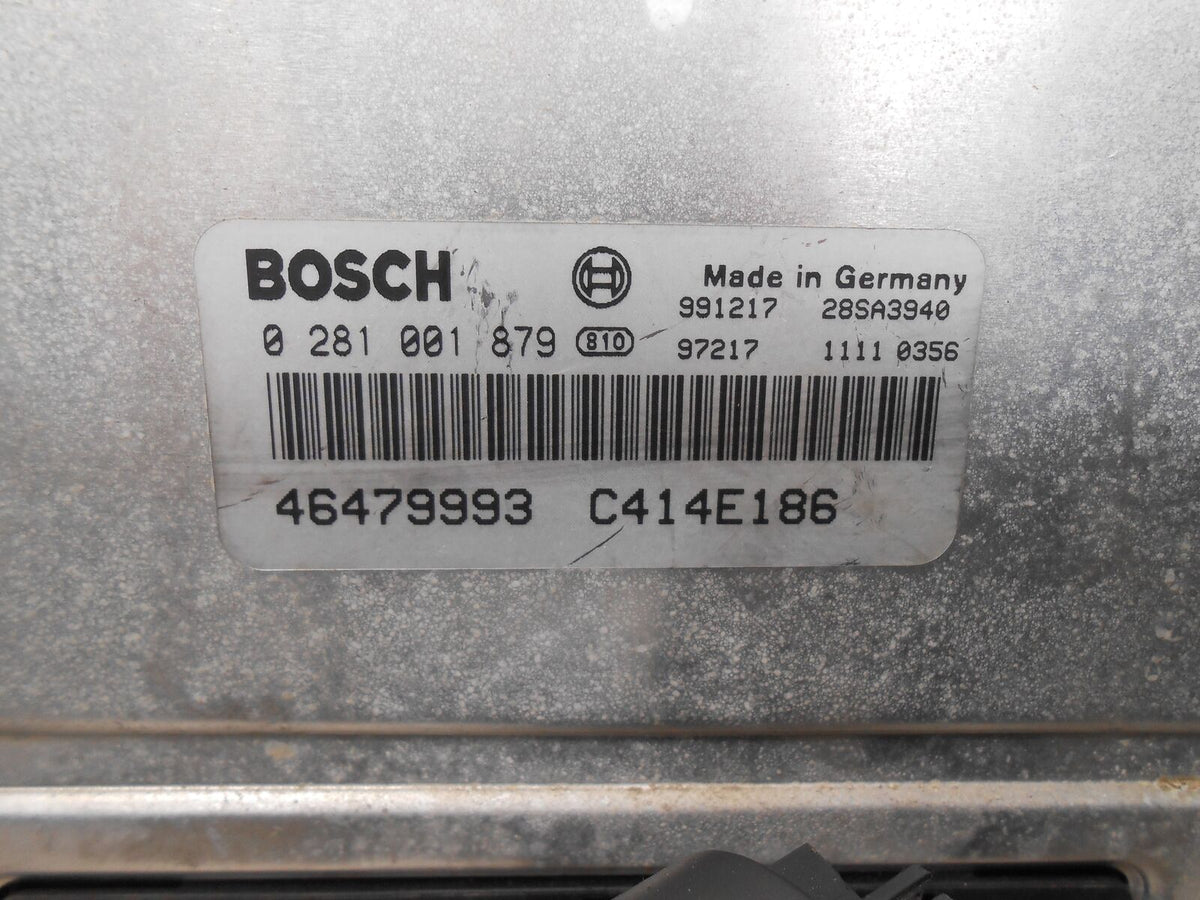 BOSCH
Made in Germany
991217 28SA3940
0 281 001 879 810
97217 1111 0356
46479993 C414E186